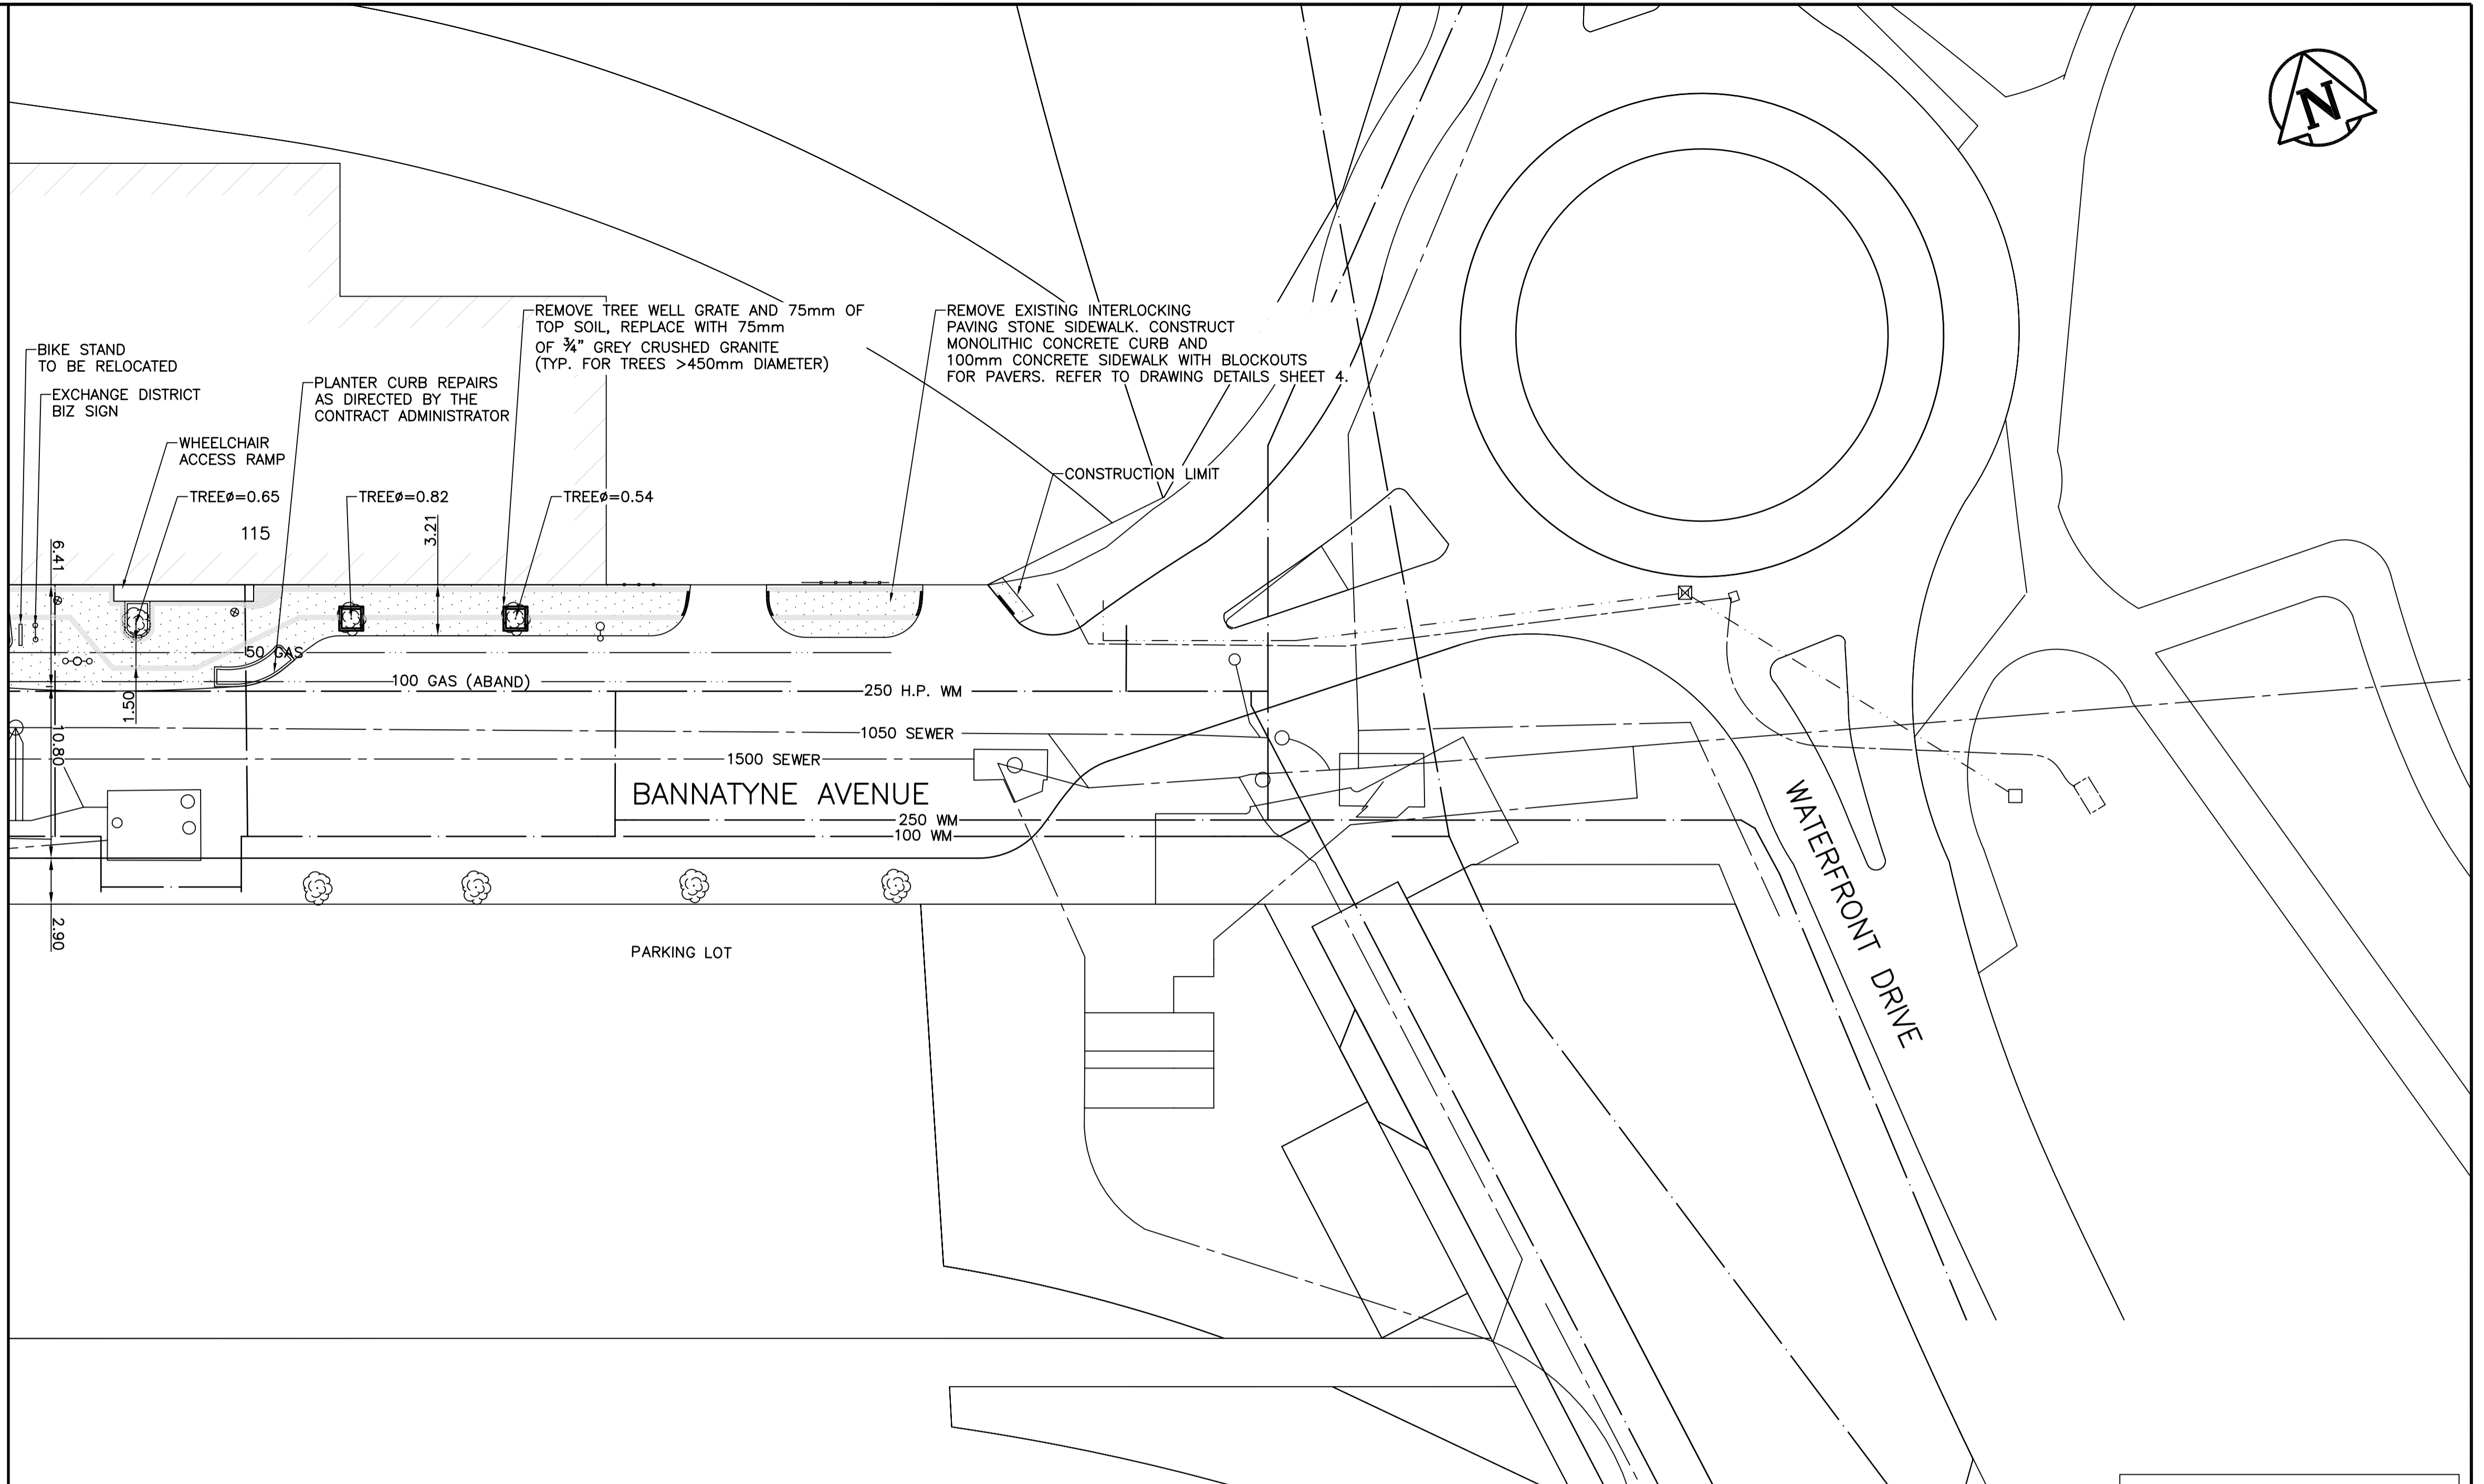 N
REMOVE TREE WELL GRATE AND 75mm OF
TOP SOIL, REPLACE WITH 75mm
OF ¾" GREY CRUSHED GRANITE
(TYP. FOR TREES >450mm DIAMETER)
REMOVE EXISTING INTERLOCKING
PAVING STONE SIDEWALK. CONSTRUCT
MONOLITHIC CONCRETE CURB AND
100mm CONCRETE SIDEWALK WITH BLOCKOUTS
FOR PAVERS. REFER TO DRAWING DETAILS SHEET 4.
BIKE STAND
TO BE RELOCATED
EXCHANGE DISTRICT
BIZ SIGN
PLANTER CURB REPAIRS
AS DIRECTED BY THE
CONTRACT ADMINISTRATOR
WHEELCHAIR
ACCESS RAMP
CONSTRUCTION LIMIT
TREEø=0.65
TREEø=0.82
TREEø=0.54
115
3.21
6.41
50 GAS
100 GAS (ABAND)
250 H.P. WM
1.50
10.80
1050 SEWER
1500 SEWER
BANNATYNE AVENUE
250 WM
100 WM
WATERFRONT DRIVE
2.90
PARKING LOT